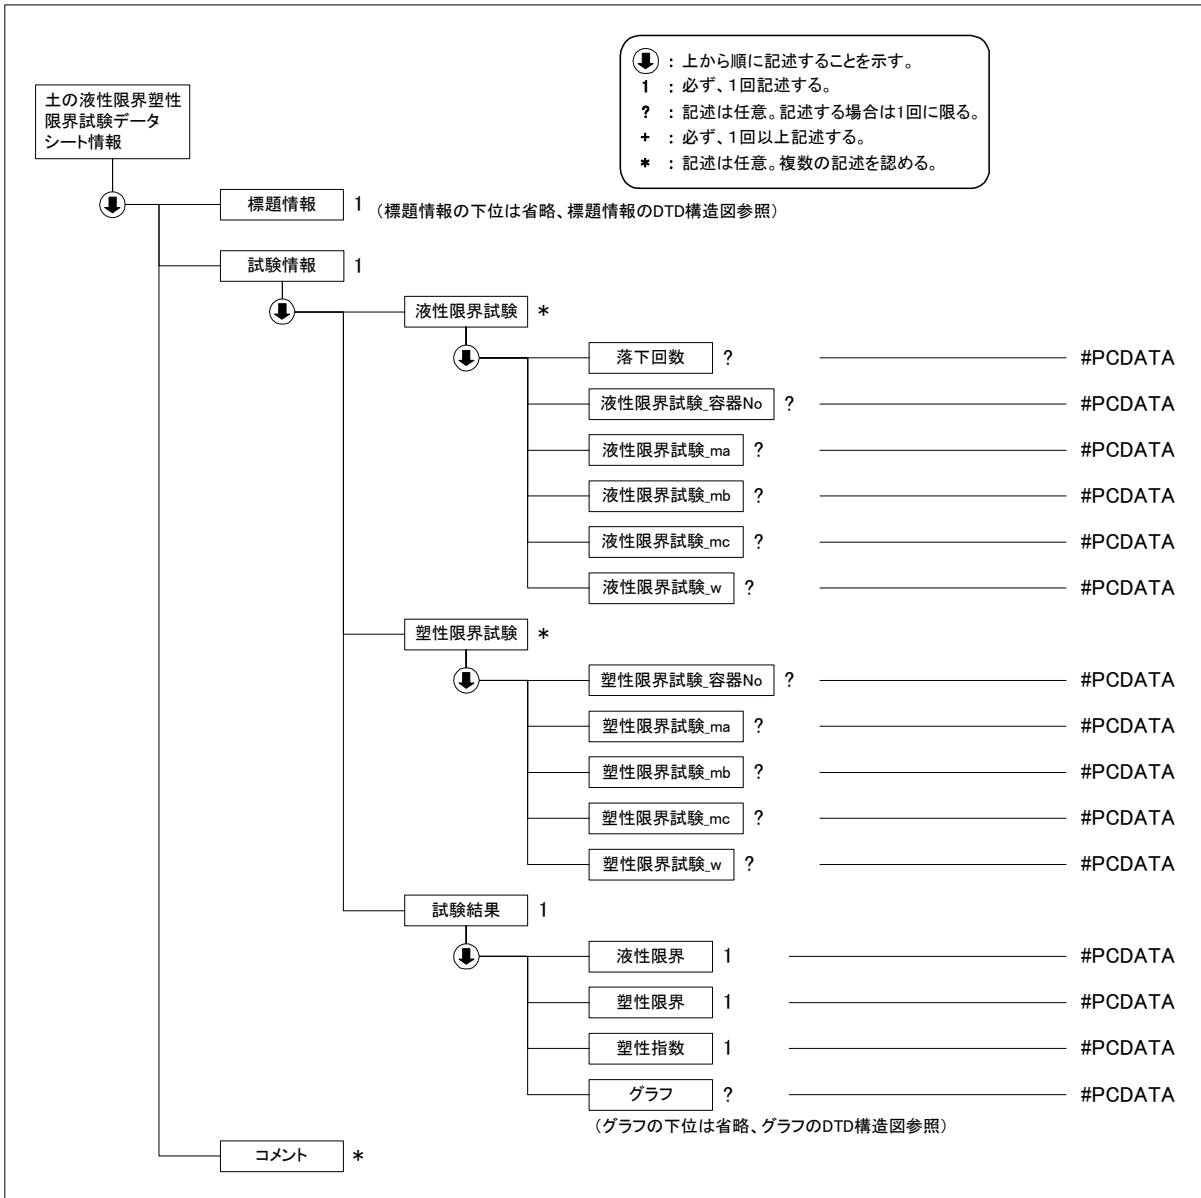 土の液性限界塑性
限界試験データ
シート情報
: 上から順に記述することを示す。
1 : 必ず、1回記述する。
? : 記述は任意。記述する場合は1回に限る。
+ : 必ず、1回以上記述する。
* : 記述は任意。複数の記述を認める。
標題情報 1 (標題情報の下位は省略、標題情報のDTD構造図参照)
試験情報 1
液性限界試験 *
落下回数 ? #PCDATA
液性限界試験_容器No ? #PCDATA
液性限界試験_ma ? #PCDATA
液性限界試験_mb ? #PCDATA
液性限界試験_mc ? #PCDATA
液性限界試験_w ? #PCDATA
塑性限界試験 *
塑性限界試験_容器No ? #PCDATA
塑性限界試験_ma ? #PCDATA
塑性限界試験_mb ? #PCDATA
塑性限界試験_mc ? #PCDATA
塑性限界試験_w ? #PCDATA
試験結果 1
液性限界 1 #PCDATA
塑性限界 1 #PCDATA
塑性指数 1 #PCDATA
グラフ ? #PCDATA
(グラフの下位は省略、グラフのDTD構造図参照)
コメント *